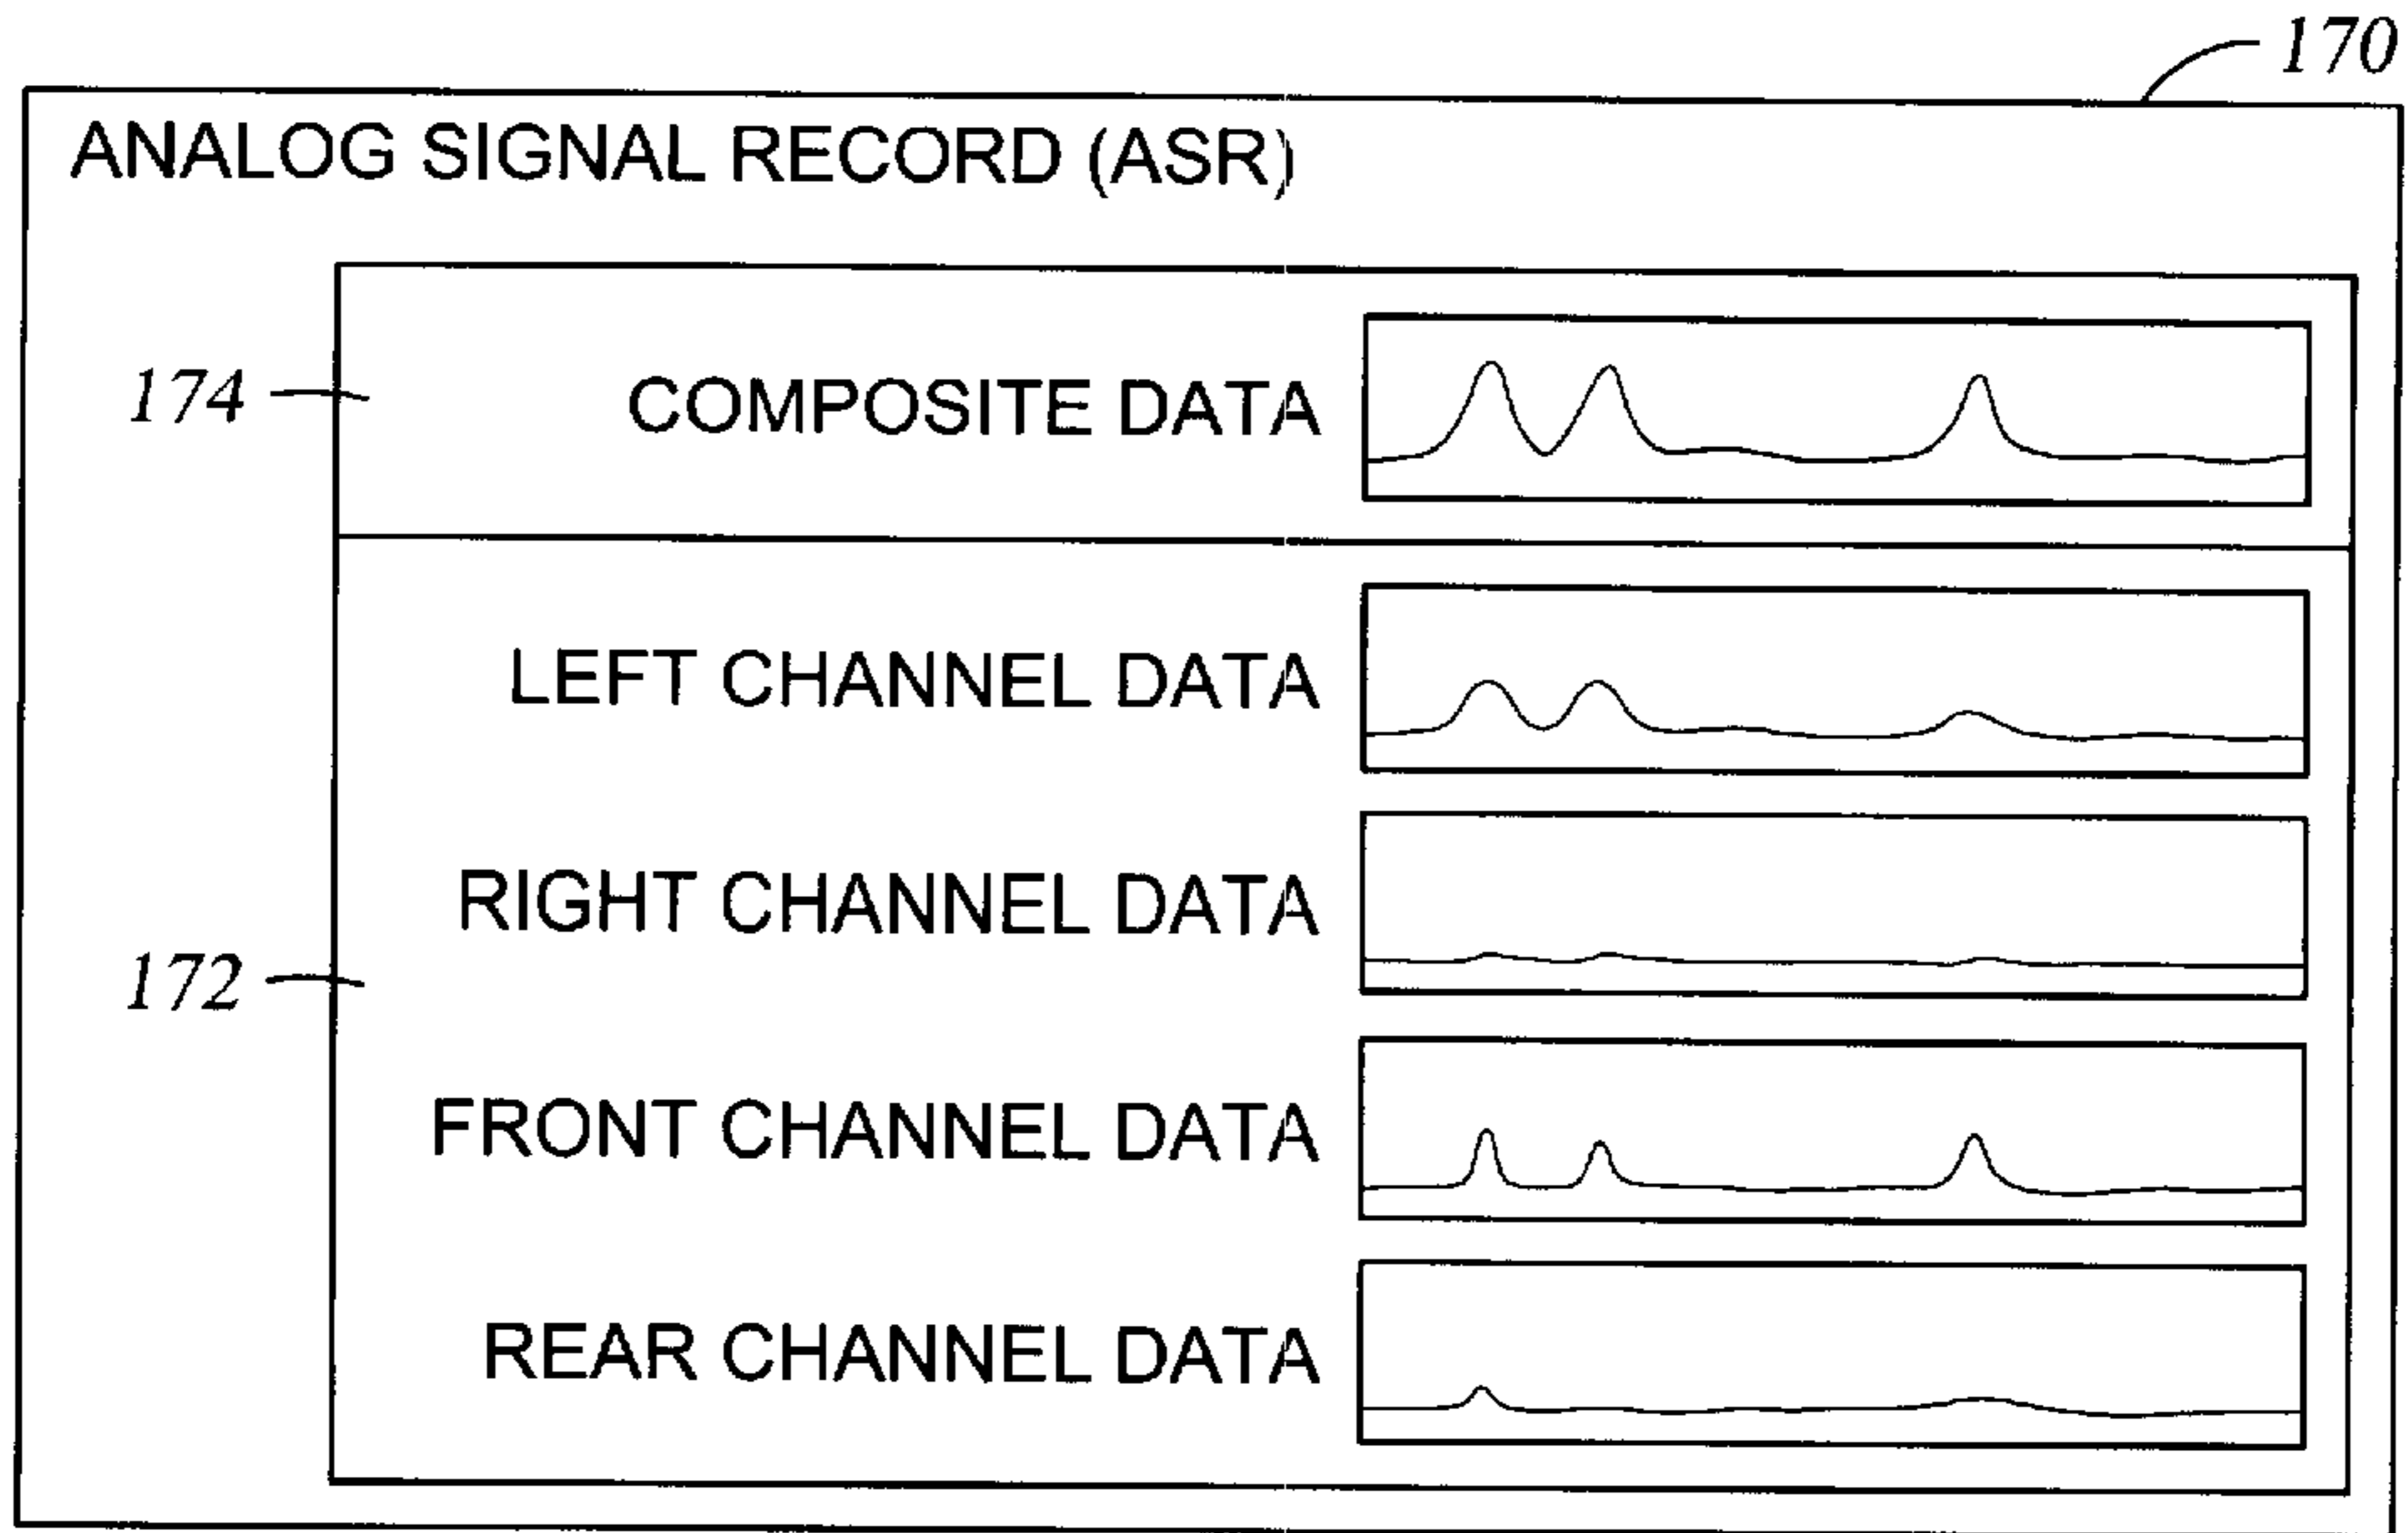 170
ANALOG SIGNAL RECORD (ASR)
174
COMPOSITE DATA
LEFT CHANNEL DATA
RIGHT CHANNEL DATA
172
FRONT CHANNEL DATA
REAR CHANNEL DATA